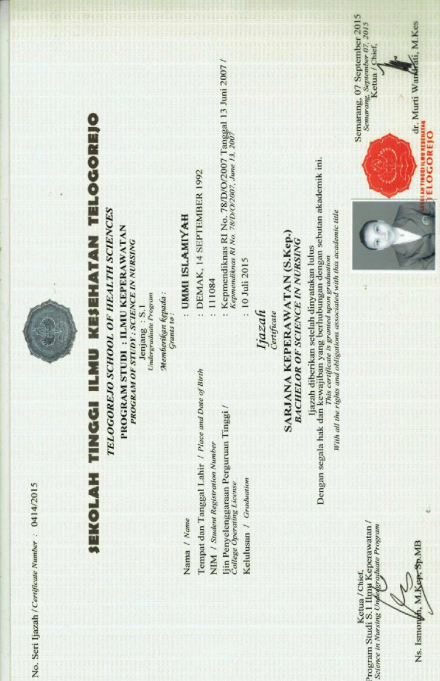 No. Seri Ijazah / Certificate Number : 0414/2015
SEKOLAH TINGGI ILMU KESEHATAN TELOGOREJO
TELOGOREJO SCHOOL OF HEALTH SCIENCES
PROGRAM STUDI : ILMU KEPERAWATAN
PROGRAM OF STUDY : SCIENCE IN NURSING
Jenjang : S. 1
Undergraduate Program
Memberikan kepada :
Grants to :
Nama / Name : UMMI ISLAMIYAH
Tempat dan Tanggal Lahir / Place and Date of Birth : DEMAK, 14 SEPTEMBER 1992
NIM / Student Registration Number : 111084
Ijin Penyelenggaraan Perguruan Tinggi / : Kepmendiknas RI No. 78/D/O/2007 Tanggal 13 Juni 2007 /
College Operating License Kepmendiknas RI No. 78/D/O/2007, June 13, 2007
Kelulusan / Graduation : 10 Juli 2015
Ijazah
Certificate
SARJANA KEPERAWATAN (S.Kep.)
BACHELOR OF SCIENCE IN NURSING
Ijazah diberikan setelah dinyatakan lulus
Dengan segala hak dan kewajiban yang berhubungan dengan sebutan akademik ini.
This certificate is granted upon graduation
With all the rights and obligations associated with this academic title
Ketua / Chief,
Program Studi S.1 Ilmu Keperawatan /
Science in Nursing Undergraduate Program
Ns. Ismonah, M.Kep, Sp.MB
Semarang, 07 September 2015
Semarang, September 07, 2015
Ketua / Chief,
dr. Murti M.Kes
TELOGOREJO